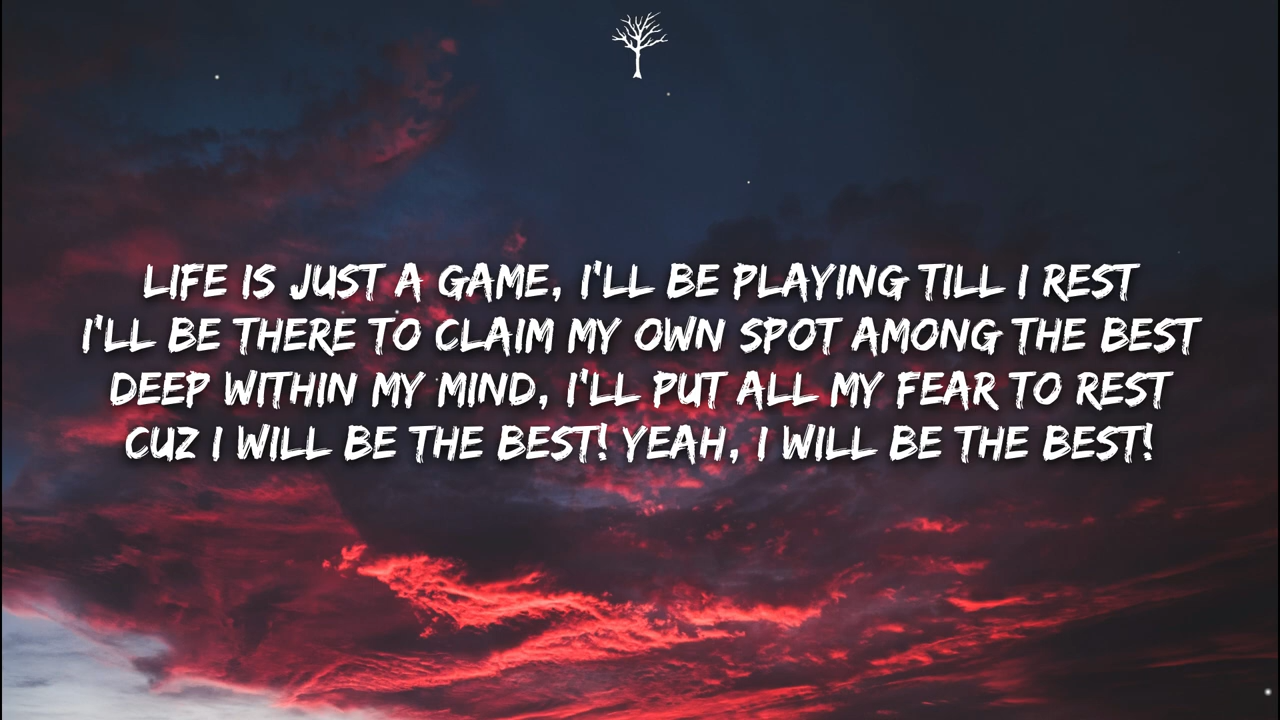 LIFE IS JUST A GAME, I'LL BE PLAYING TILL I REST
I'LL BE THERE TO CLAIM MY OWN SPOT AMONG THE BEST
DEEP WITHIN MY MIND, I'LL PUT ALL MY FEAR TO REST
CUZ I WILL BE THE BEST! YEAH, I WILL BE THE BEST!